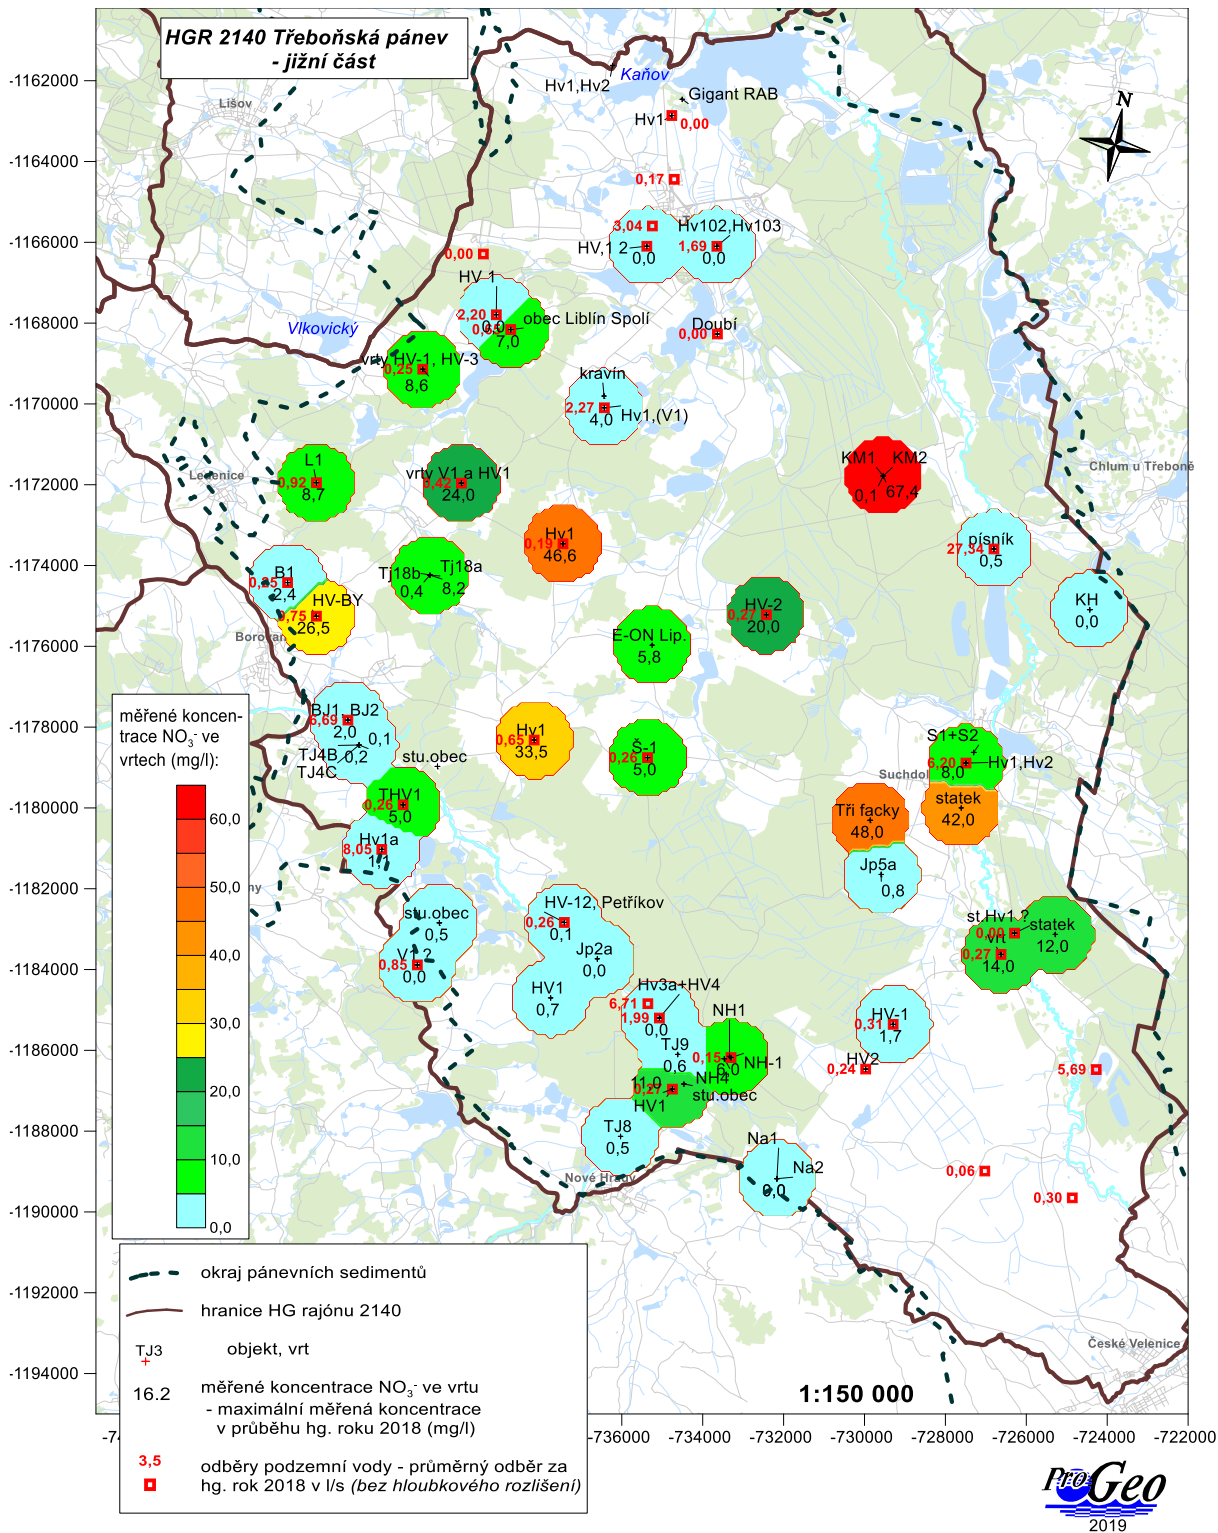 HGR 2140 Třeboňská pánev
- jižní část
Kaňov
Hv1,Hv2
Gigant RAB
Lišov
Hv1
0,00
N
0,17
3,04
Hv102,Hv103
HV,1 2
1,69
0,0
0,0
0,00
HV 1
2,20
obec Liblín Spolí
7,0
Vlkovický
Doubí
0,00
vrty HV-1, HV-3
0,25
8,6
kravín
2,27
Hv1,(V1)
4,0
L1
Ledenice
0,92
8,7
vrty V1 a HV1
0,42
24,0
KM1
KM2
0,1
67,4
Chlum u Třeboně
Hv1
0,19
46,6
písník
27,34
0,5
B1
2,4
Tj18b
Tj18a
0,4
8,2
HV-BY
0,75
26,5
HV-2
0,27
20,0
KH
0,0
E-ON Lip.
5,8
BJ1
BJ2
6,69
2,0
0,1
TJ4B
TJ4C
0,2
stu.obec
Hv1
0,65
33,5
Š-1
0,26
5,0
S1+S2
6,20
Hv1,Hv2
8,0
Suchdol
THV1
0,26
5,0
Tři facky
48,0
statek
42,0
Hv1a
8,05
1,1
Jp5a
0,8
stu.obec
0,5
V1 ?
0,85
0,0
HV-12, Petříkov
0,26
0,1
Jp2a
0,0
HV1
0,7
st.Hv1 ?
0,00
statek
12,0
vrt
0,27
14,0
Hv3a+HV4
6,71
1,99
0,0
NH1
TJ9
0,6
0,15
NH-1
6,0
HV-1
0,31
1,7
HV2
0,24
5,69
11,0
NH4
stu.obec
0,27
HV1
TJ8
0,5
Nové Hrady
Na1
Na2
0,06
0,30
České Velenice
měřené koncen-
trace NO3- ve
vrtech (mg/l):
60,0
50,0
40,0
30,0
20,0
10,0
0,0
okraj pánevních sedimentů
hranice HG rajónu 2140
TJ3
objekt, vrt
16.2
měřené koncentrace NO3- ve vrtu
- maximální měřená koncentrace
v průběhu hg. roku 2018 (mg/l)
3,5
odběry podzemní vody - průměrný odběr za
hg. rok 2018 v l/s (bez hloubkového rozlišení)
1:150 000
-1162000
-1164000
-1166000
-1168000
-1170000
-1172000
-1174000
-1176000
-1178000
-1180000
-1182000
-1184000
-1186000
-1188000
-1190000
-1192000
-1194000
-736000
-734000
-732000
-730000
-728000
-726000
-724000
-722000
ProGeo
2019